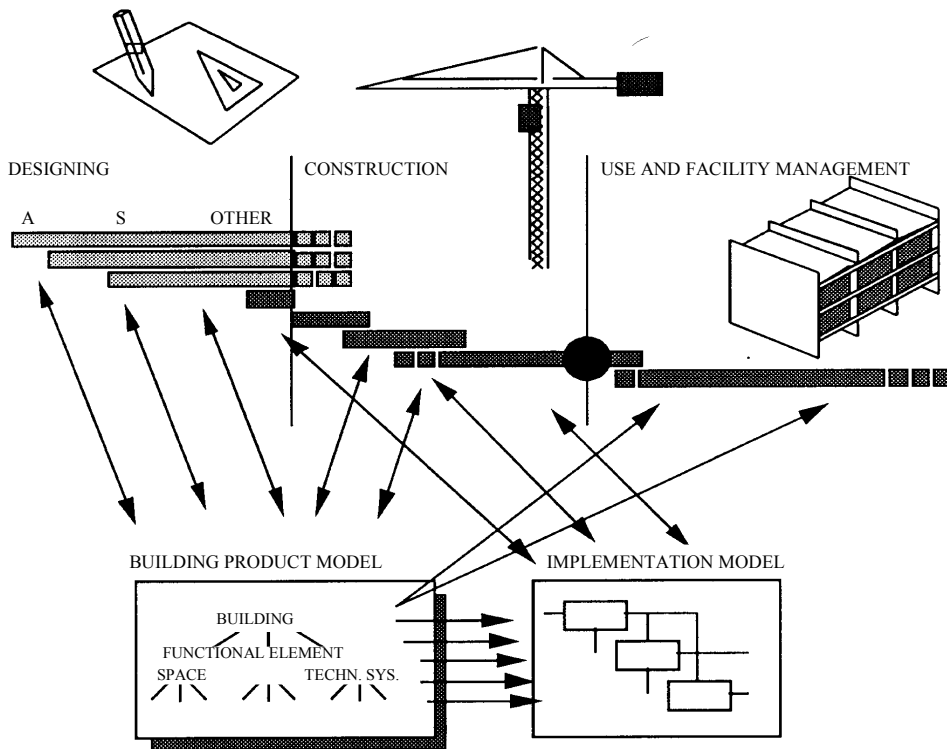 DESIGNING
CONSTRUCTION
USE AND FACILITY MANAGEMENT
A
S
OTHER
BUILDING PRODUCT MODEL
IMPLEMENTATION MODEL
BUILDING
FUNCTIONAL ELEMENT
SPACE
TECHN. SYS.